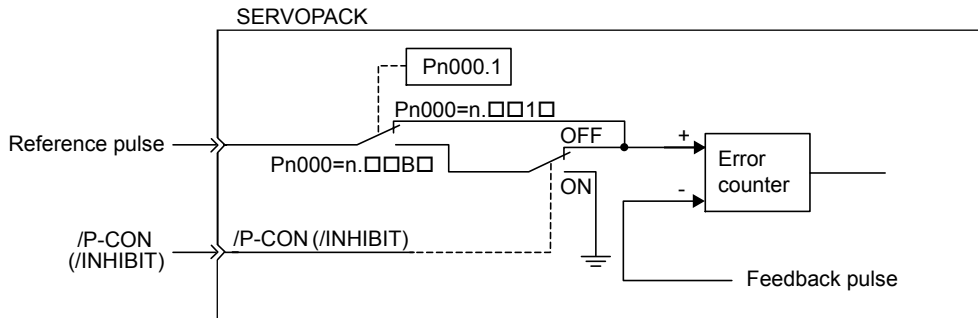 SERVOPACK
Pn000.1
Pn000=n.□□1□
Reference pulse
OFF
+
Pn000=n.□□B□
Error
counter
ON
-
/P-CON
(/INHIBIT)
/P-CON (/INHIBIT)
Feedback pulse